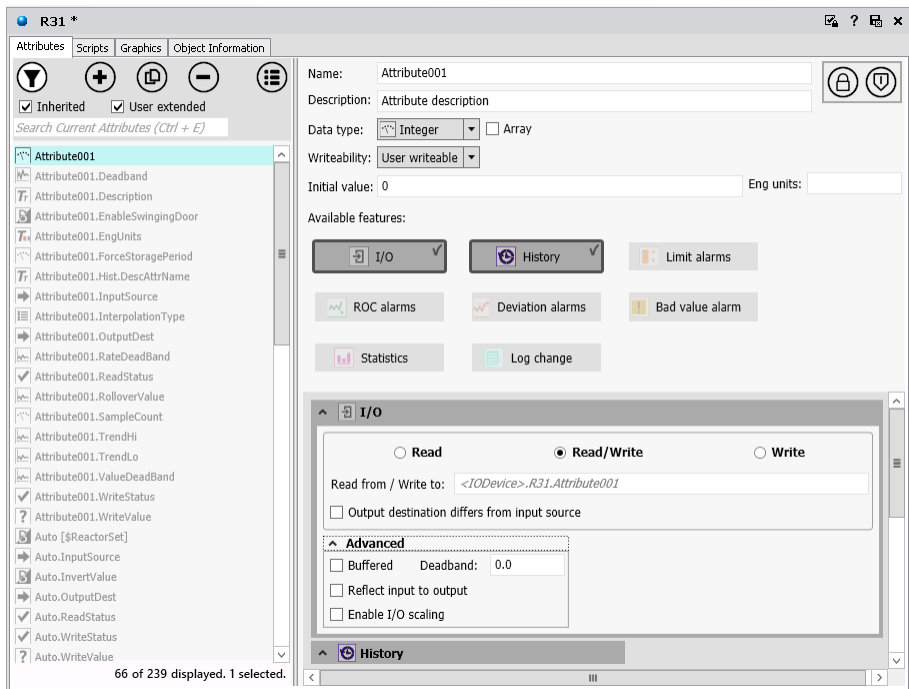 R31 *
?
Attributes Scripts Graphics Object Information
Inherited User extended
Search Current Attributes (Ctrl + E)
Attribute001
Attribute001.Deadband
Attribute001.Description
Attribute001.EnableSwingingDoor
Attribute001.EngUnits
Attribute001.ForceStoragePeriod
Attribute001.Hist.DescAttrName
Attribute001.InputSource
Attribute001.InterpolationType
Attribute001.OutputDest
Attribute001.RateDeadBand
Attribute001.ReadStatus
Attribute001.RolloverValue
Attribute001.SampleCount
Attribute001.TrendHi
Attribute001.TrendLo
Attribute001.ValueDeadBand
Attribute001.WriteStatus
Attribute001.WriteValue
Auto [$ReactorSet]
Auto.InputSource
Auto.InvertValue
Auto.OutputDest
Auto.ReadStatus
Auto.WriteStatus
Auto.WriteValue
66 of 239 displayed. 1 selected.
Name: Attribute001
Description: Attribute description
Data type: Integer Array
Writeability: User writeable
Initial value: 0 Eng units:
Available features:
I/O History Limit alarms
ROC alarms Deviation alarms Bad value alarm
Statistics Log change
I/O
Read Read/Write Write
Read from / Write to: <IODevice>.R31.Attribute001
Output destination differs from input source
Advanced
Buffered Deadband: 0.0
Reflect input to output
Enable I/O scaling
History